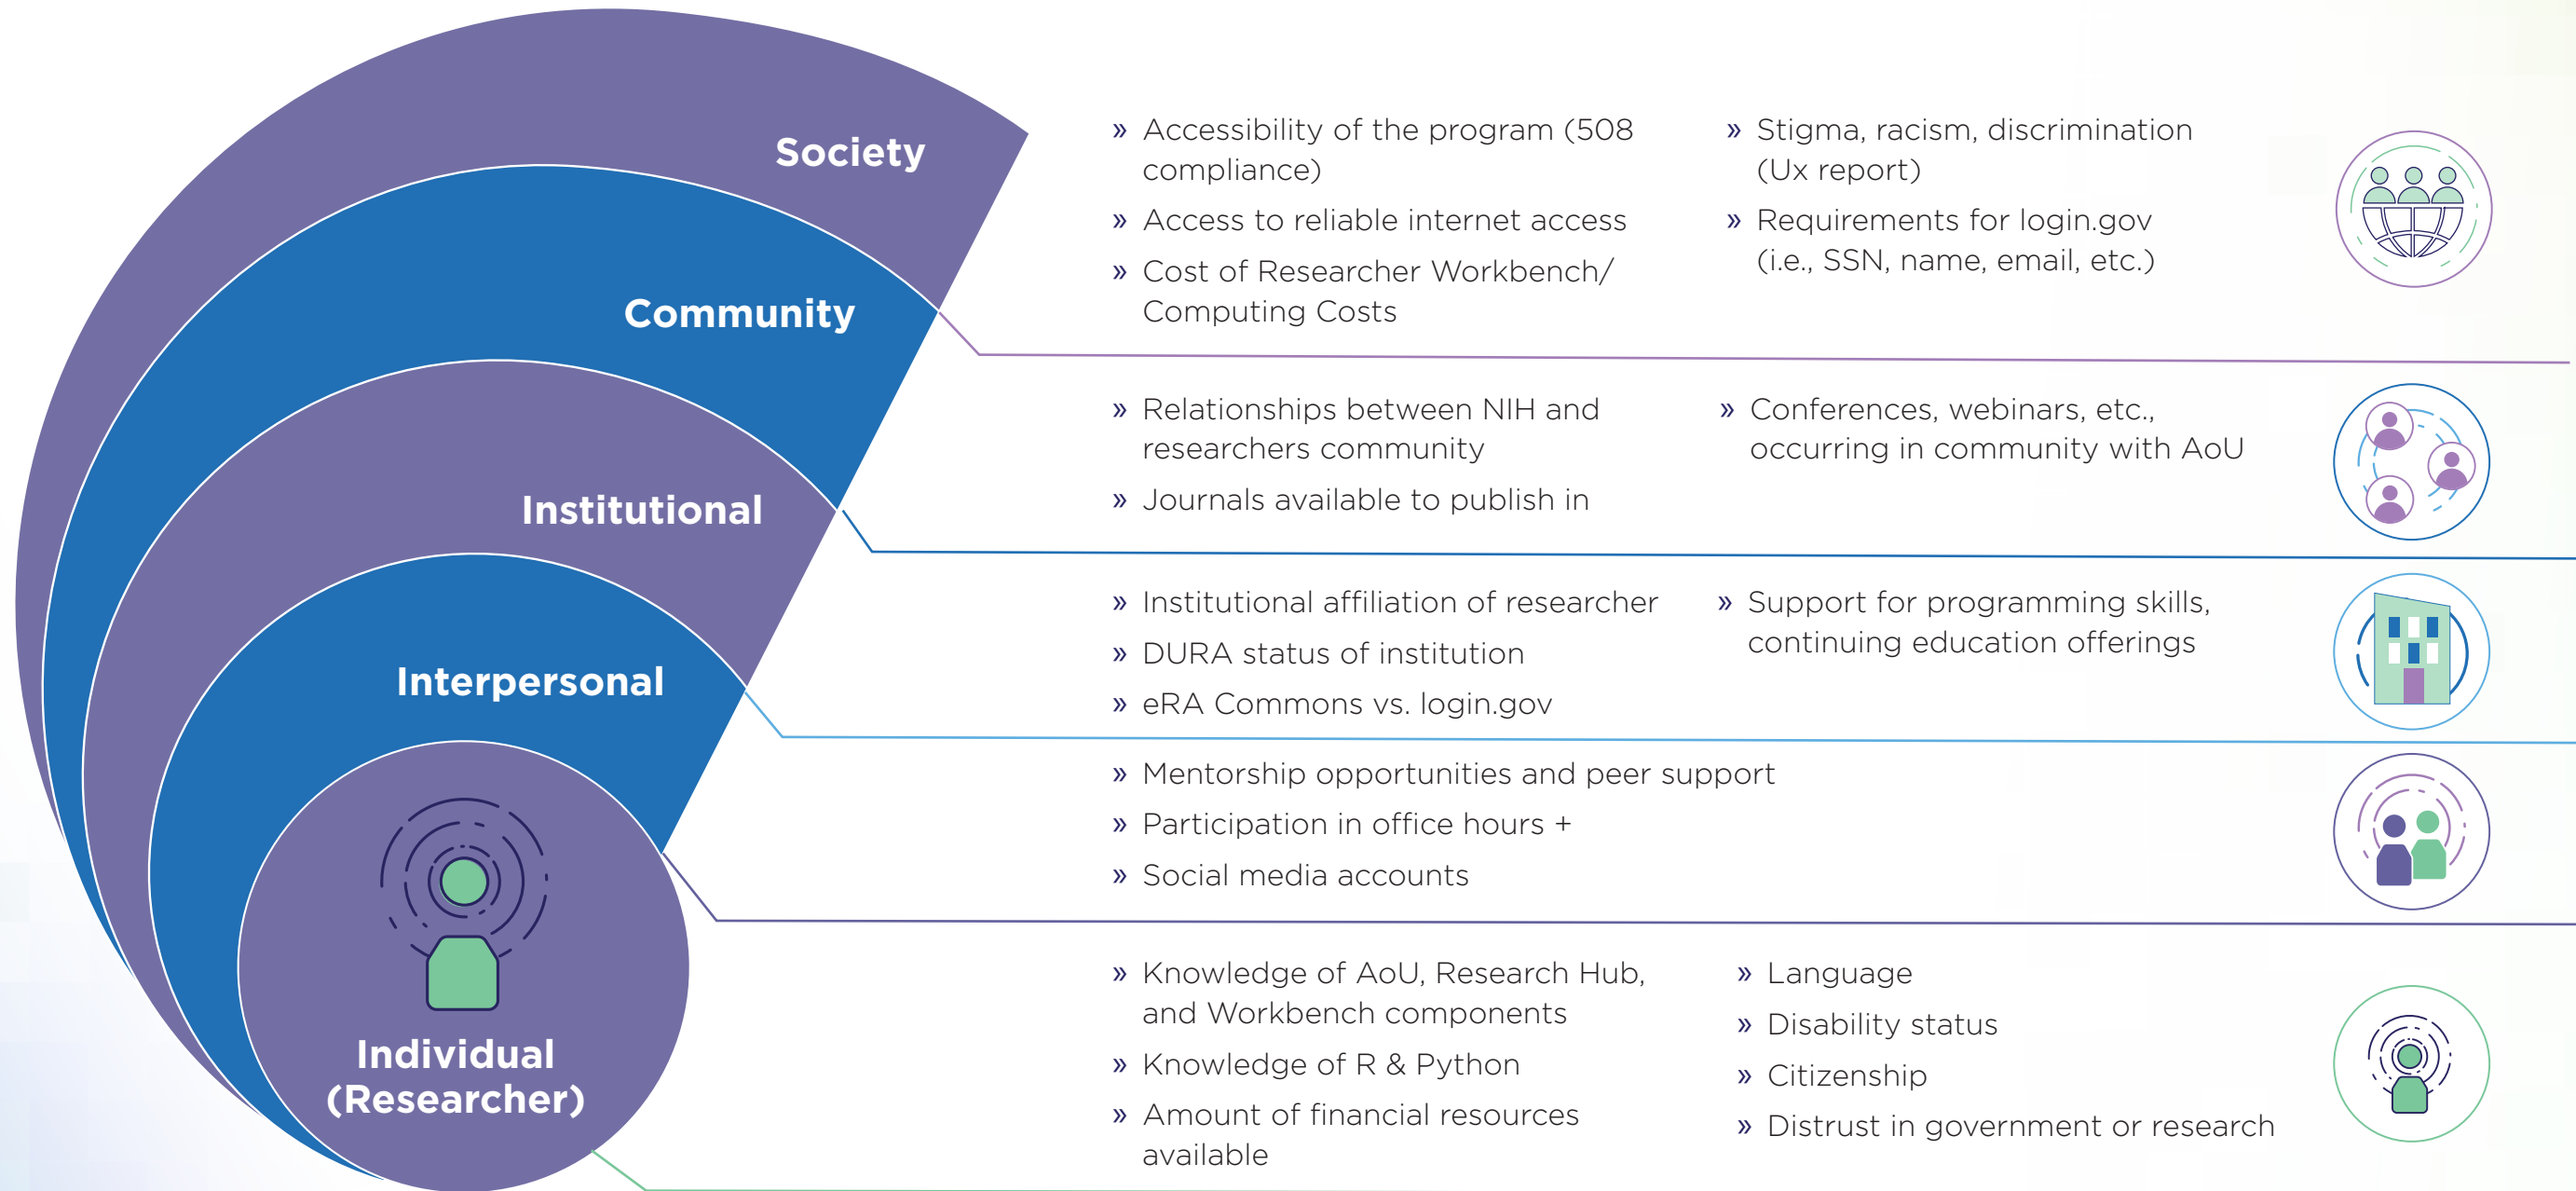 Society
» Accessibility of the program (508
compliance)
» Access to reliable internet access
» Cost of Researcher Workbench/
Computing Costs
» Stigma, racism, discrimination
(Ux report)
» Requirements for login.gov
(i.e., SSN, name, email, etc.)
Community
» Relationships between NIH and
researchers community
» Journals available to publish in
» Conferences, webinars, etc.,
occurring in community with AoU
Institutional
» Institutional affiliation of researcher
» DURA status of institution
» eRA Commons vs. login.gov
» Support for programming skills,
continuing education offerings
Interpersonal
» Mentorship opportunities and peer support
» Participation in office hours +
» Social media accounts
Individual
(Researcher)
» Knowledge of AoU, Research Hub,
and Workbench components
» Knowledge of R & Python
» Amount of financial resources
available
» Language
» Disability status
» Citizenship
» Distrust in government or research